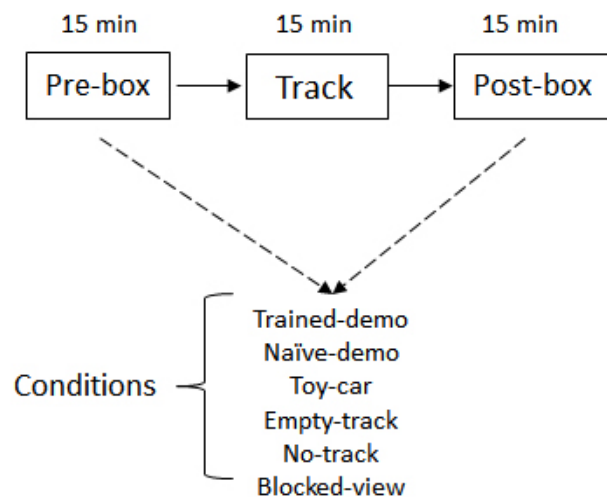 15 min 15 min 15 min
Pre-box Track Post-box
Trained-demo
Naïve-demo
Toy-car
Conditions
Empty-track
No-track
Blocked-view